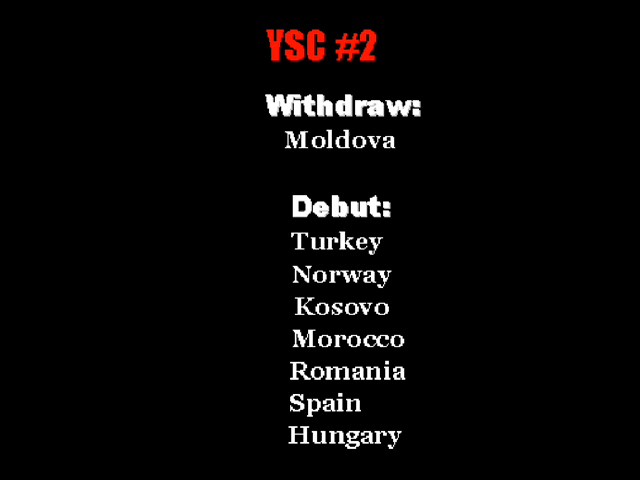 YSC #2
Withdraw:
Moldova
Debut:
Turkey
Norway
Kosovo
Morocco
Romania
Spain
Hungary